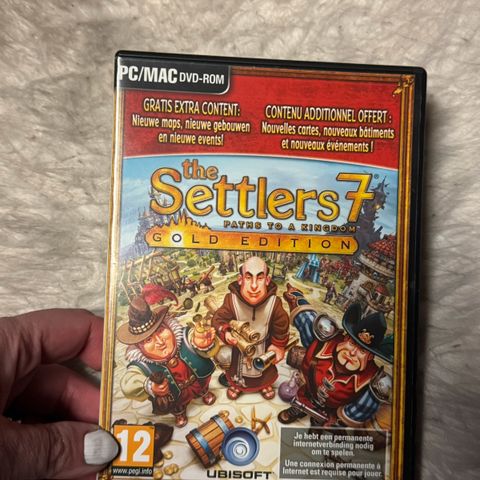 PC/MAC DVD-ROM
GRATIS EXTRA CONTENT:
Nieuwe maps, nieuwe gebouwen
en nieuwe events!
CONTENU ADDITIONNEL OFFERT :
Nouvelles cartes, nouveaux bâtiments
et nouveaux événements !
the
Settlers 7
PATHS TO A KINGDOM
GOLD EDITION
12
www.pegi.info
UBISOFT
Je hebt een permanente
internetverbinding nodig
om te spelen.
Une connexion permanente à
Internet est requise pour jouer.